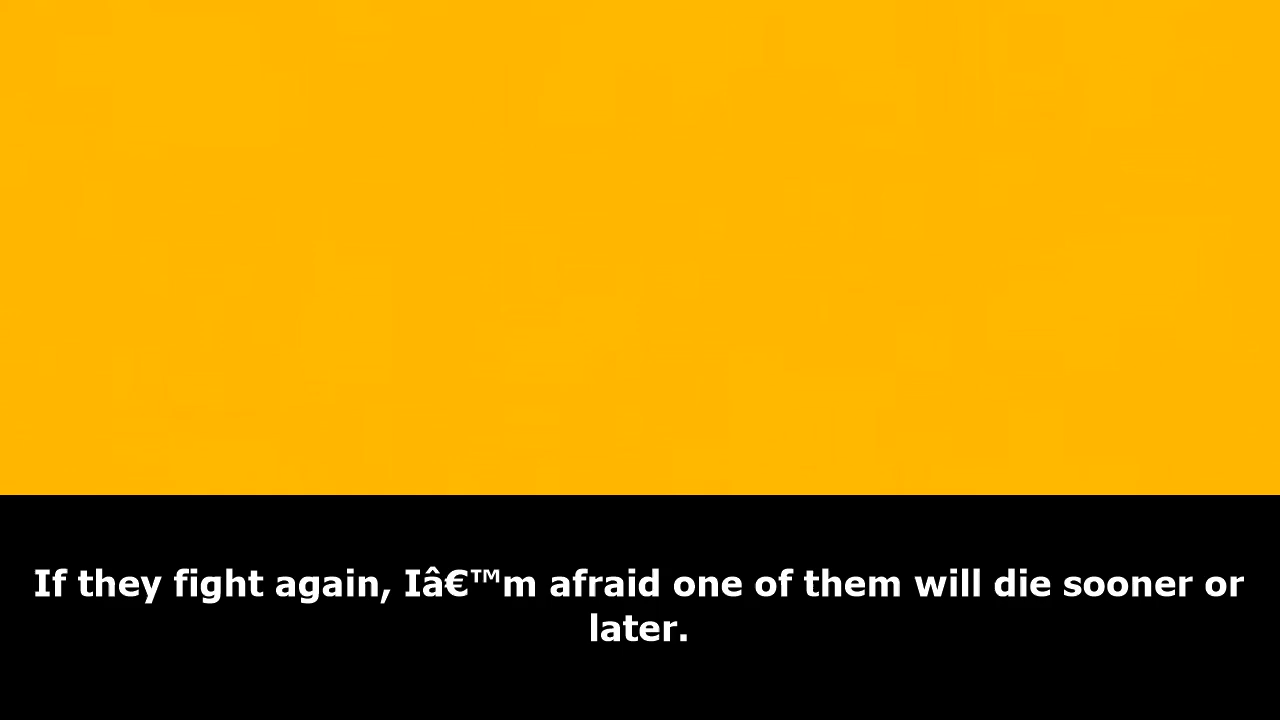 If they fight again, Iâ€™m afraid one of them will die sooner or
later.